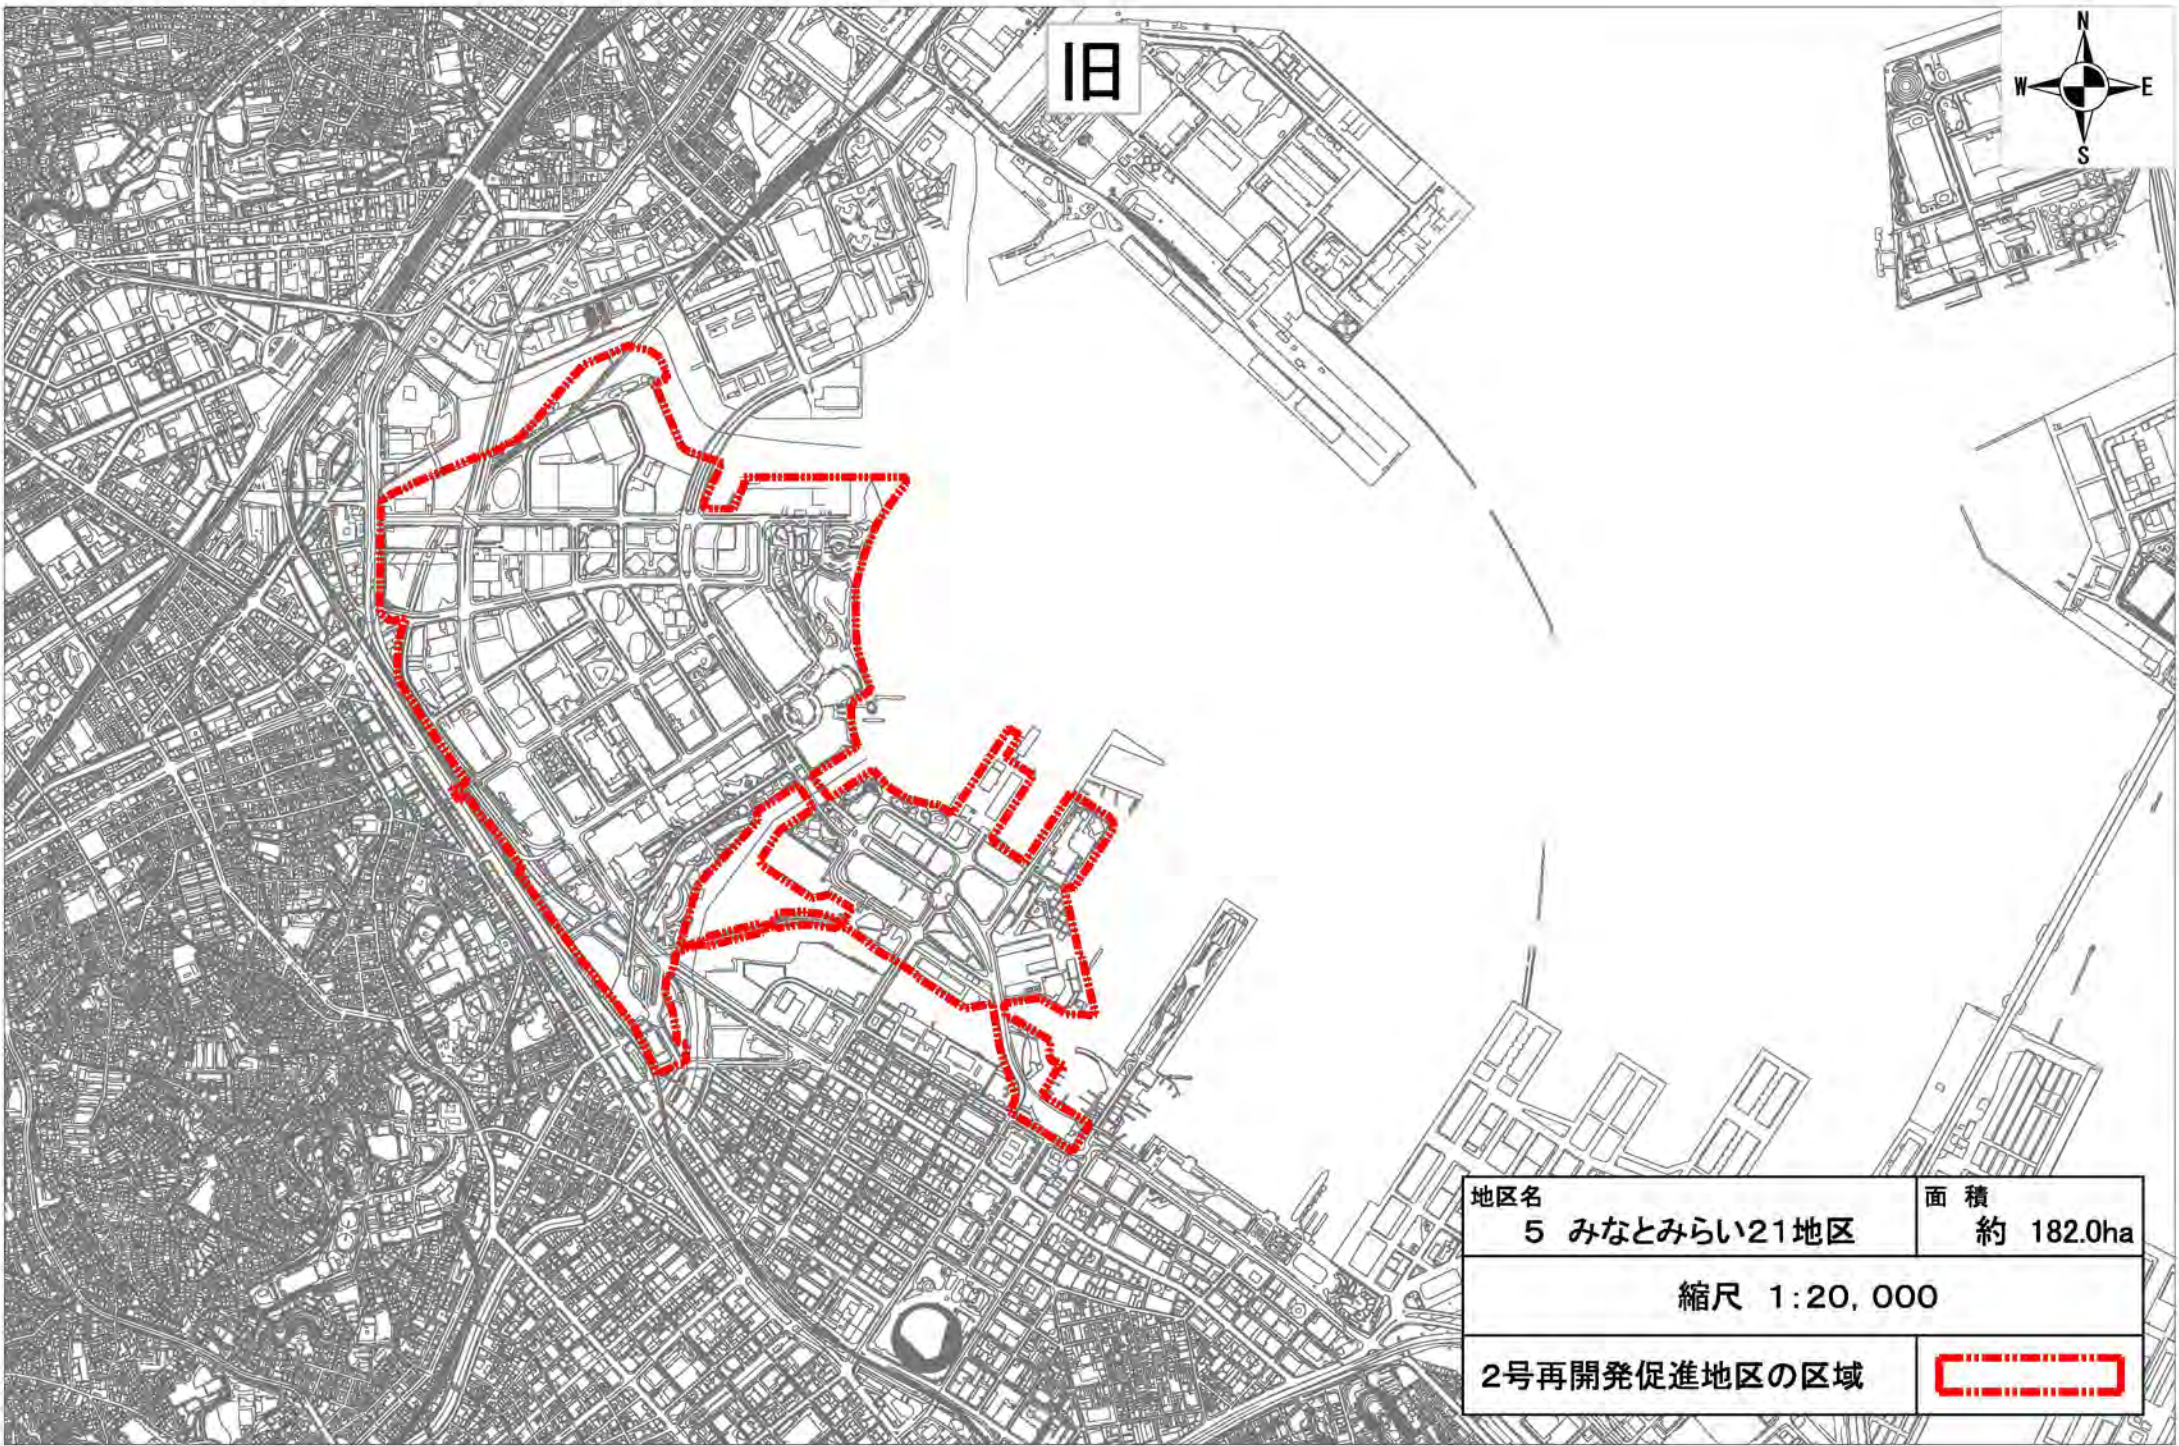 旧
N
W
E
S
地区名
5 みなとみらい21地区
面 積
約 182.0ha
縮尺 1:20,000
2号再開発促進地区の区域